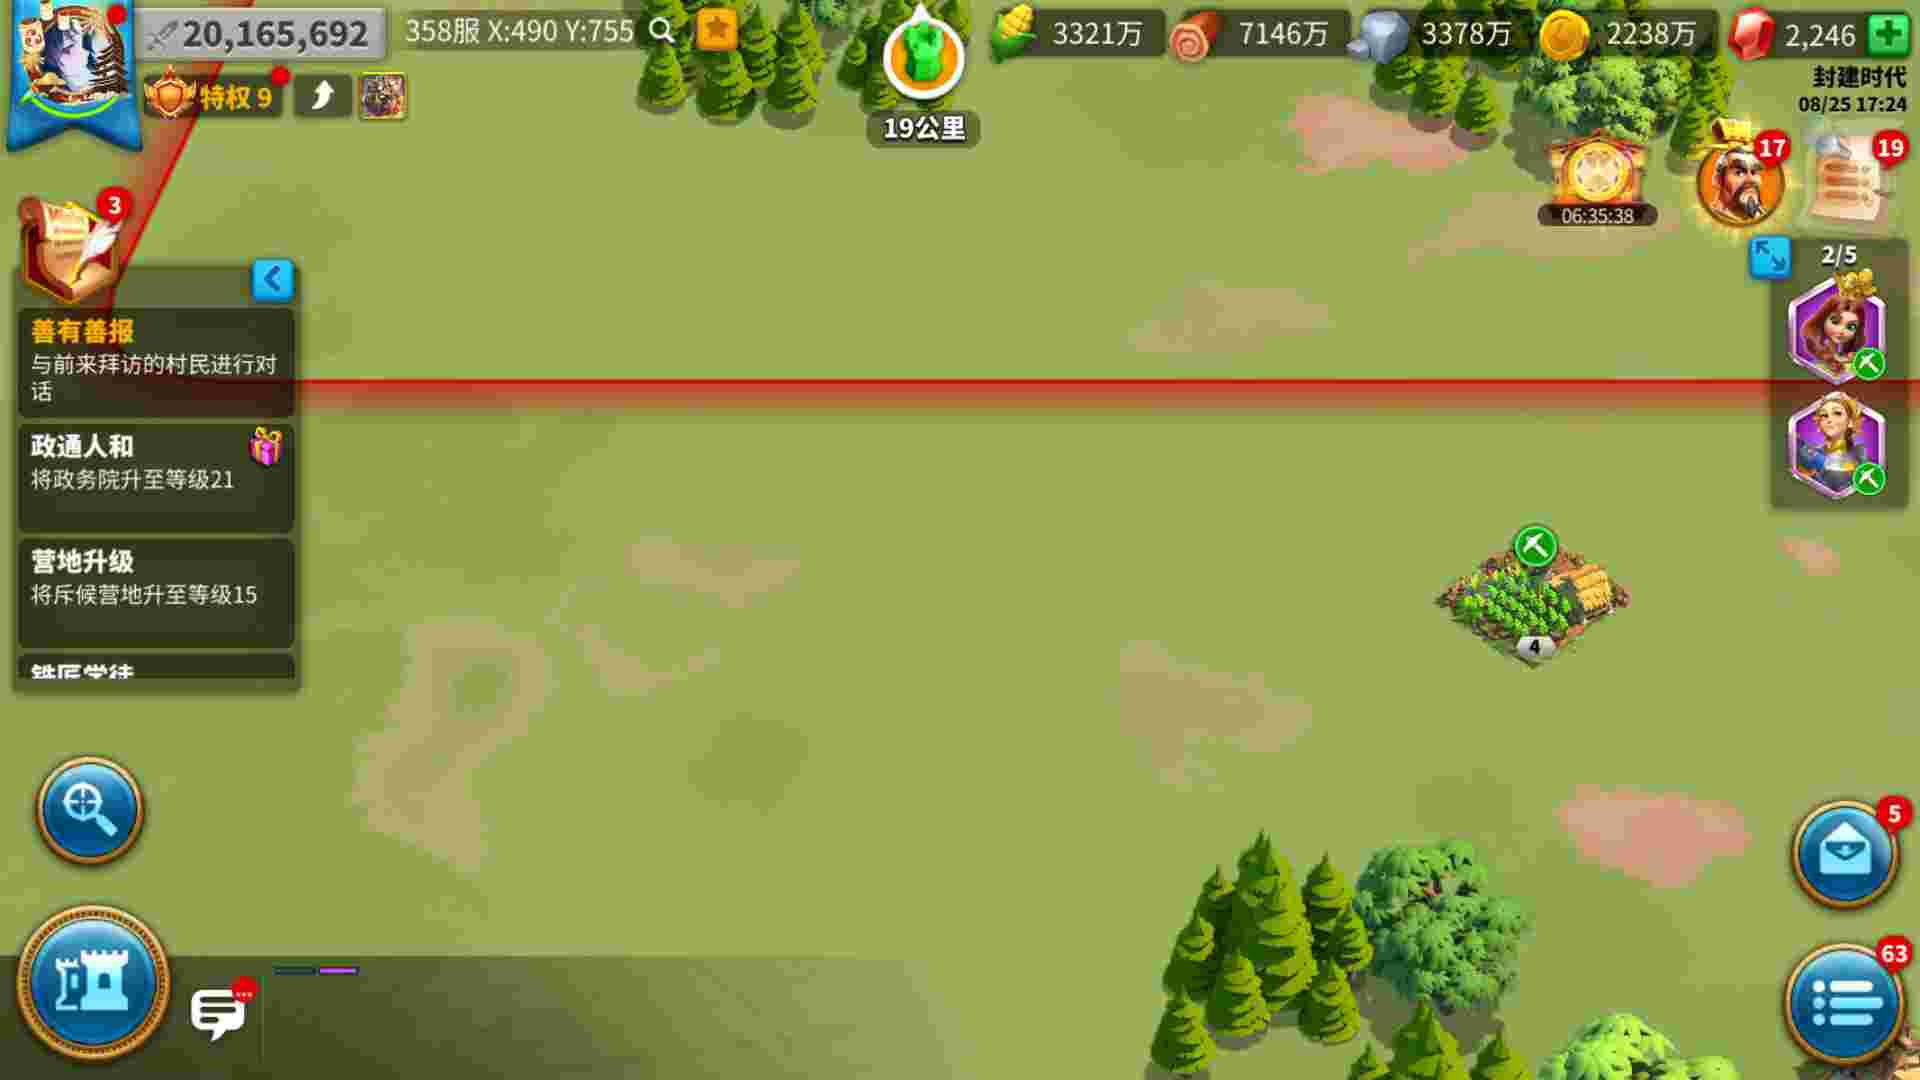 20,165,692
358服 X:490 Y:755
3321万
7146万
3378万
2238万
2,246
特权 9
封建时代
08/25 17:24
19公里
17
19
06:35:38
3
2/5
善有善报
与前来拜访的村民进行对
话
政通人和
将政务院升至等级21
营地升级
将斥候营地升至等级15
铁匠学徒
4
5
63